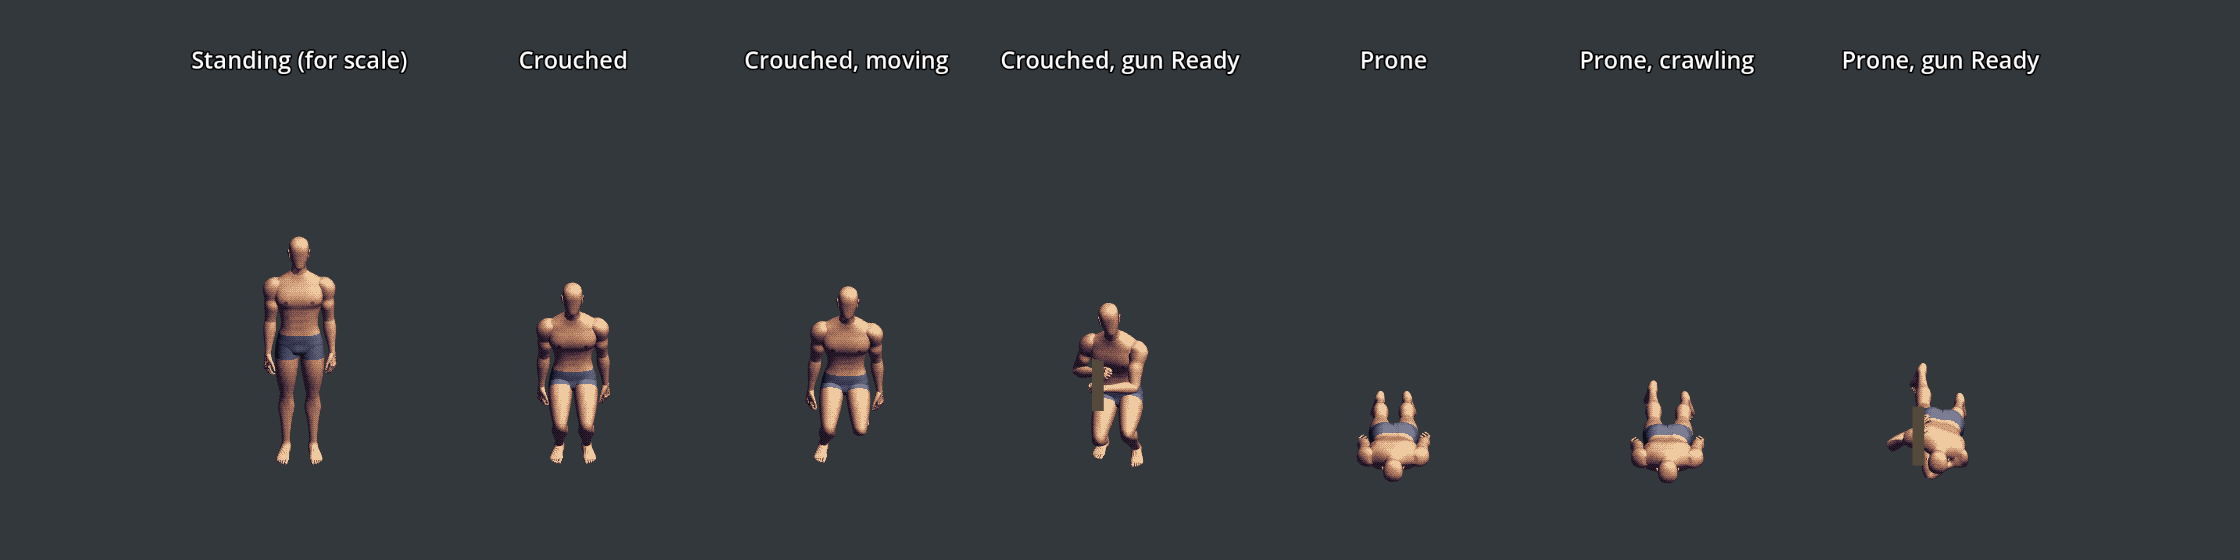 Standing (for scale)
Crouched
Crouched, moving
Crouched, gun Ready
Prone
Prone, crawling
Prone, gun Ready